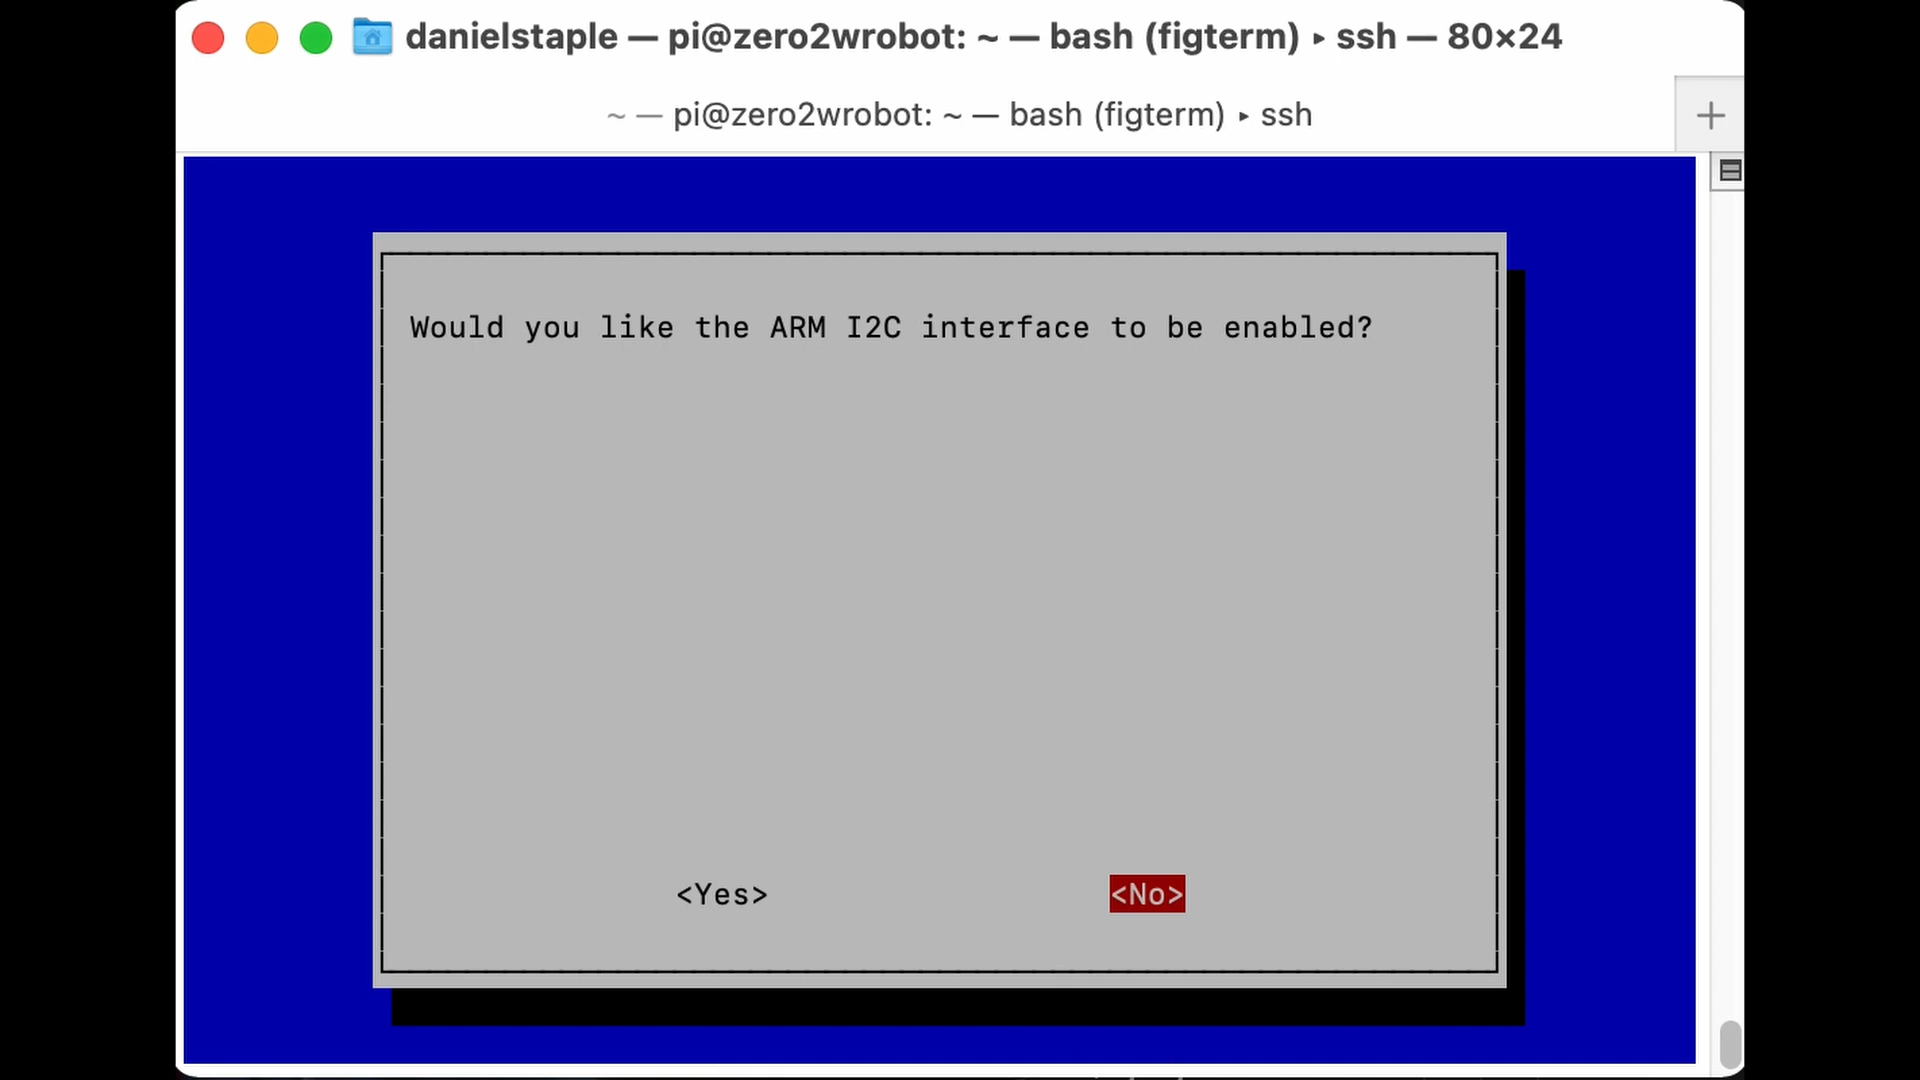 danielstaple — pi@zero2wrobot: ~ — bash (figterm) ▸ ssh — 80×24
~ — pi@zero2wrobot: ~ — bash (figterm) ▸ ssh
Would you like the ARM I2C interface to be enabled?
<Yes> <No>